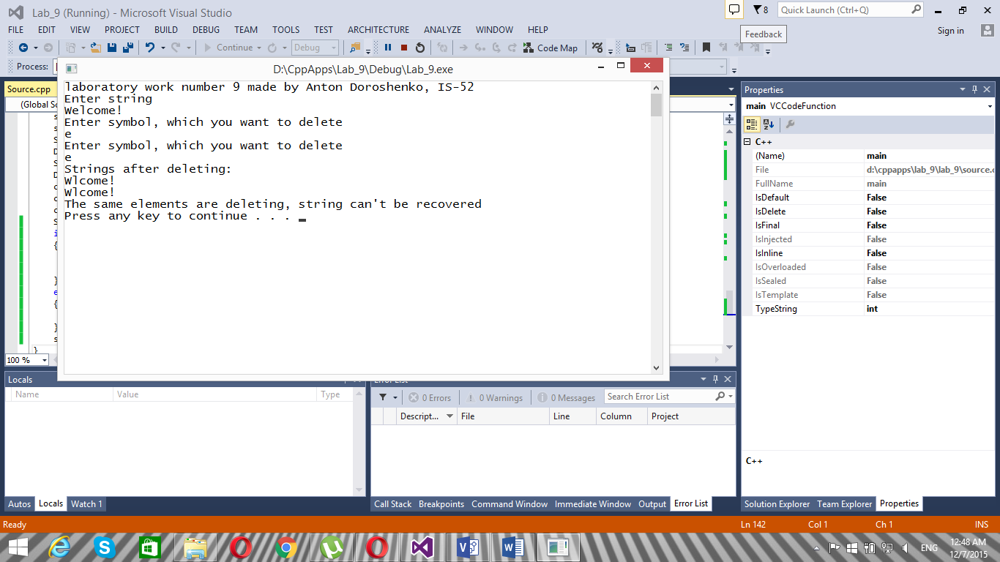 Lab_9 (Running) - Microsoft Visual Studio
8
Quick Launch (Ctrl+Q)
FILE EDIT VIEW PROJECT BUILD DEBUG TEAM TOOLS TEST ARCHITECTURE ANALYZE WINDOW HELP
Sign in
Feedback
Continue
Debug
Code Map
Process:
D:\CppApps\Lab_9\Debug\Lab_9.exe
laboratory work number 9 made by Anton Doroshenko, IS-52
Enter string
Welcome!
Enter symbol, which you want to delete
e
Enter symbol, which you want to delete
e
Strings after deleting:
Wlcome!
Wlcome!
The same elements are deleting, string can't be recovered
Press any key to continue . . .
Source.cpp
(Global Sc
s
s
S
D
S
D
c
c
c
S
i
{
}
e
{
}
s
}
100 %
Properties
main VCCodeFunction
C++
(Name) main
File d:\cppapps\lab_9\lab_9\source.c
FullName main
IsDefault False
IsDelete False
IsFinal False
IsInjected False
IsInline False
IsOverloaded False
IsSealed False
IsTemplate False
TypeString int
C++
Locals
Name Value Type
Autos Locals Watch 1
Error List
0 Errors 0 Warnings 0 Messages Search Error List
Descript... File Line Column Project
Call Stack Breakpoints Command Window Immediate Window Output Error List
Solution Explorer Team Explorer Properties
Ready Ln 142 Col 1 Ch 1 INS
ENG
12:48 AM
12/7/2015